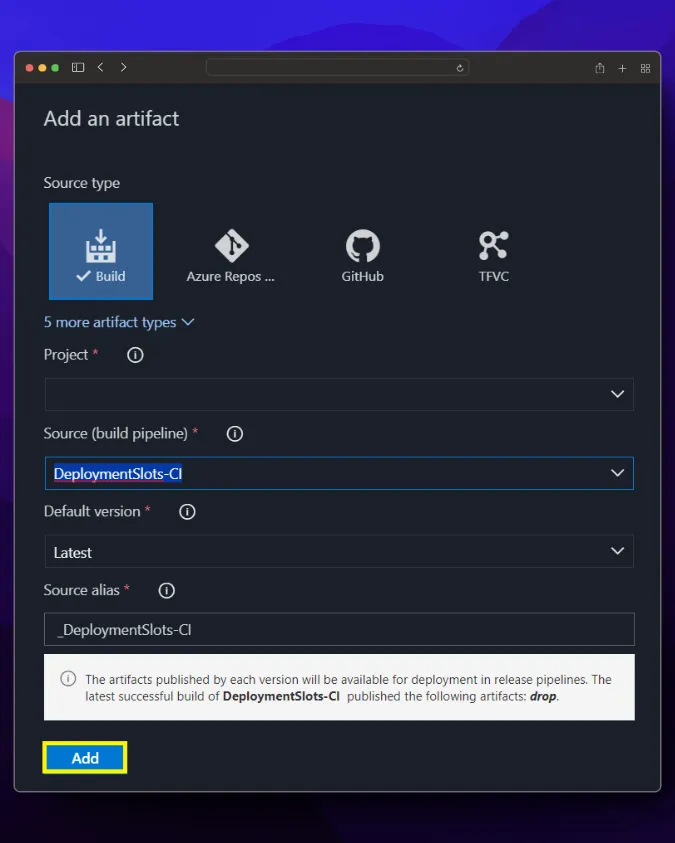 Add an artifact
Source type
Build
Azure Repos ...
GitHub
TFVC
5 more artifact types
Project *
Source (build pipeline) *
DeploymentSlots-CI
Default version *
Latest
Source alias *
_DeploymentSlots-CI
The artifacts published by each version will be available for deployment in release pipelines. The
latest successful build of DeploymentSlots-CI published the following artifacts: drop.
Add